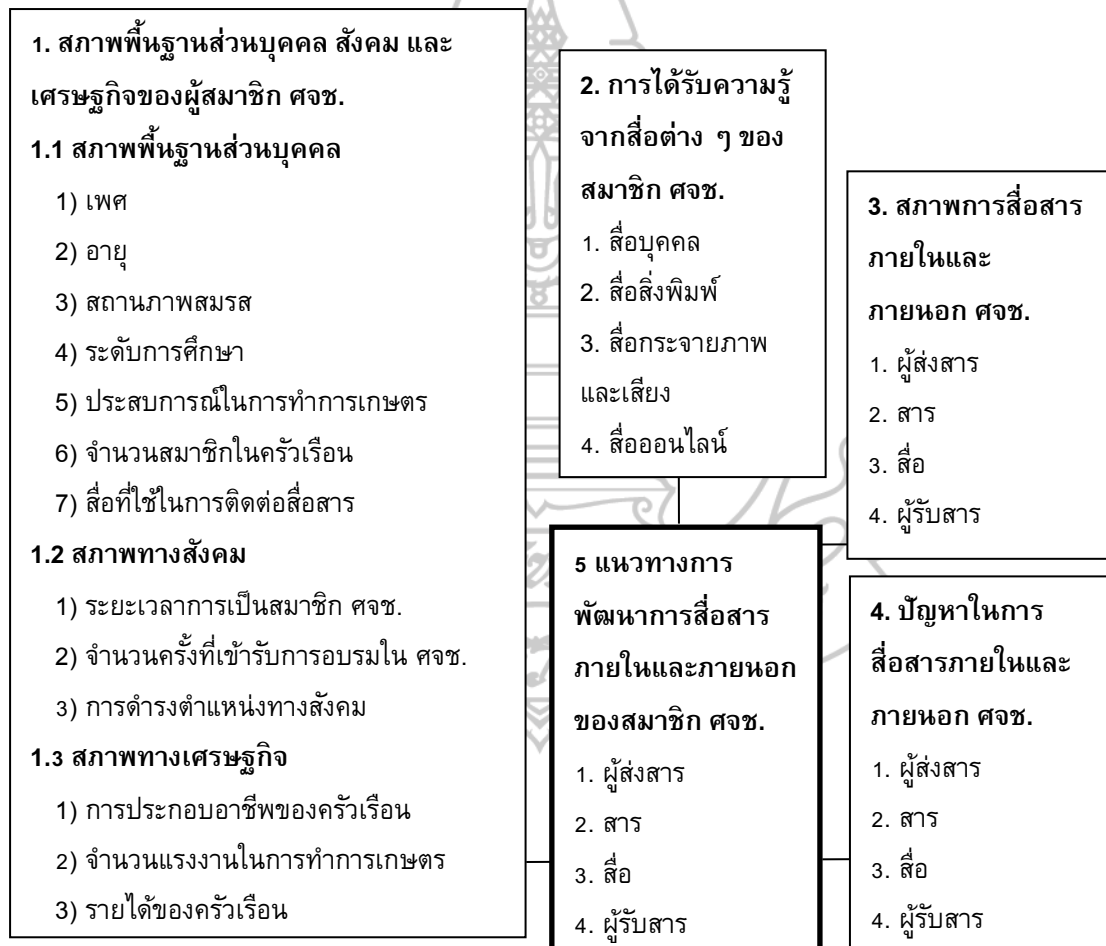 1. สภาพพื้นฐานส่วนบุคคล สังคม และ
เศรษฐกิจของผู้สมาชิก ศจช.
1.1 สภาพพื้นฐานส่วนบุคคล
1) เพศ
2) อายุ
3) สถานภาพสมรส
4) ระดับการศึกษา
5) ประสบการณ์ในการทำการเกษตร
6) จำนวนสมาชิกในครัวเรือน
7) สื่อที่ใช้ในการติดต่อสื่อสาร
1.2 สภาพทางสังคม
1) ระยะเวลาการเป็นสมาชิก ศจช.
2) จำนวนครั้งที่เข้ารับการอบรมใน ศจช.
3) การดำรงตำแหน่งทางสังคม
1.3 สภาพทางเศรษฐกิจ
1) การประกอบอาชีพของครัวเรือน
2) จำนวนแรงงานในการทำการเกษตร
3) รายได้ของครัวเรือน
2. การได้รับความรู้
จากสื่อต่าง ๆ ของ
สมาชิก ศจช.
1. สื่อบุคคล
2. สื่อสิ่งพิมพ์
3. สื่อกระจายภาพ
และเสียง
4. สื่อออนไลน์
3. สภาพการสื่อสาร
ภายในและ
ภายนอก ศจช.
1. ผู้ส่งสาร
2. สาร
3. สื่อ
4. ผู้รับสาร
5 แนวทางการ
พัฒนาการสื่อสาร
ภายในและภายนอก
ของสมาชิก ศจช.
1. ผู้ส่งสาร
2. สาร
3. สื่อ
4. ผู้รับสาร
4. ปัญหาในการ
สื่อสารภายในและ
ภายนอก ศจช.
1. ผู้ส่งสาร
2. สาร
3. สื่อ
4. ผู้รับสาร